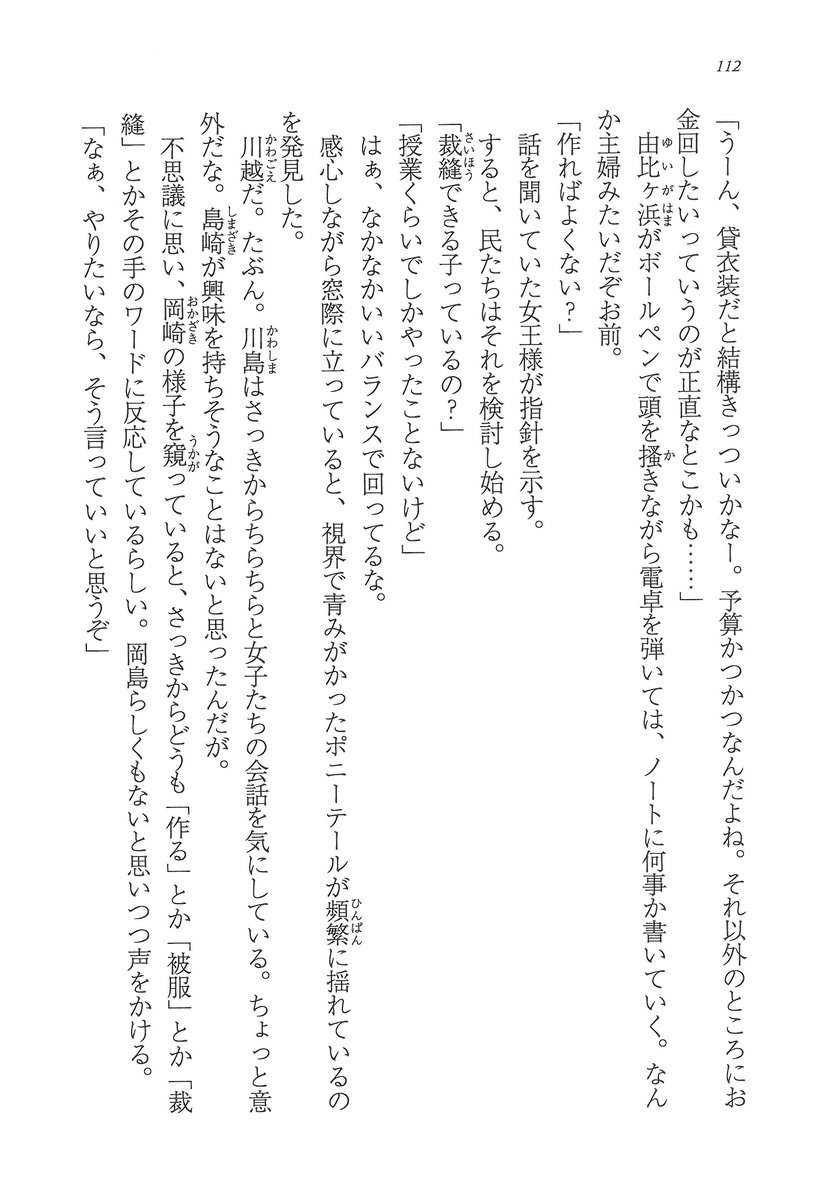 112
「うーん、貸衣装だと結構きっついかなー。予算かつかつなんだよね。それ以外のところにお
金回したいっていうのが正直なとこかも……」
由比ヶ浜がボールペンで頭を掻きながら電卓を弾いては、ノートに何事か書いていく。なん
か主婦みたいだぞお前。
「作ればよくない?」
話を聞いていた女王様が指針を示す。
すると、民たちはそれを検討し始める。
「裁縫できる子っているの?」
「授業くらいでしかやったことないけど」
はぁ、なかなかいいバランスで回ってるな。
感心しながら窓際に立っていると、視界で青みがかったポニーテールが頻繁に揺れているの
を発見した。
川越だ。たぶん。川島はさっきからちらちらと女子たちの会話を気にしている。ちょっと意
外だな。島崎が興味を持ちそうなことはないと思ったんだが。
不思議に思い、岡崎の様子を窺っていると、さっきからどうも「作る」とか「被服」とか「裁
縫」とかその手のワードに反応しているらしい。岡島らしくもないと思いつつ声をかける。
「なぁ、やりたいなら、そう言っていいと思うぞ」